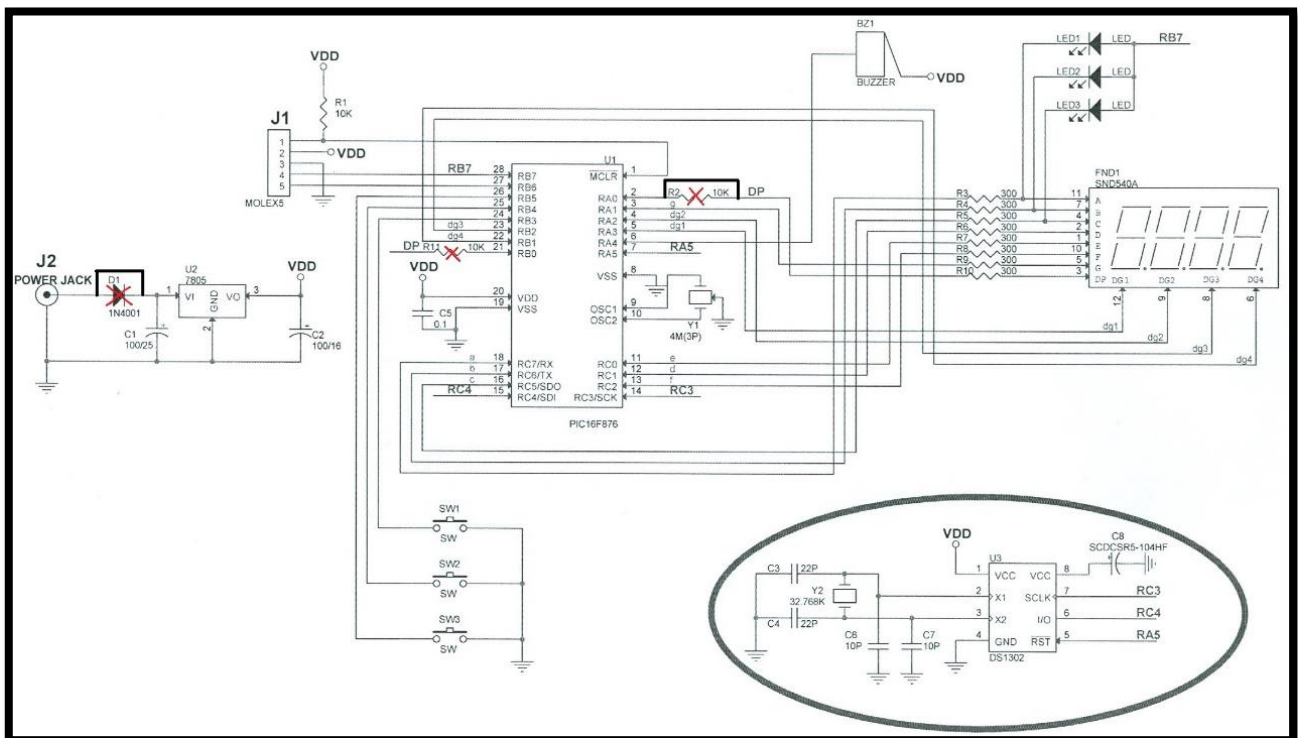 VDD
R1
10K
J1
1
2
3
4
5
VDD
MOLEX5
RB7
BZ1
BUZZER
VDD
LED1
LED
RB7
LED2
LED
LED3
LED
U1
28
27
26
25
24
23
22
21
dg3
dg4
DP
R11
10K
RB7
RB6
RB5
RB4
RB3
RB2
RB1
RB0
MCLR
RA0
RA1
RA2
RA3
RA4
RA5
1
2
3
4
5
6
7
R2
10K
DP
g
dg2
dg1
RA5
VDD
20
19
VDD
VSS
C5
0.1
VSS
8
OSC1
9
OSC2
10
Y1
4M(3P)
a
b
c
RC4
18
17
16
15
RC7/RX
RC6/TX
RC5/SDO
RC4/SDI
RC0
RC1
RC2
RC3/SCK
11
12
13
14
e
d
f
RC3
PIC16F876
J2
POWER JACK
D1
1N4001
U2
7805
1
VI
VO
3
GND
2
VDD
C1
100/25
C2
100/16
FND1
SND540A
R3
300
11
A
R4
300
7
B
R5
300
4
C
R6
300
2
D
R7
300
1
E
R8
300
10
F
R9
300
5
G
R10
300
3
DP
DG1
DG2
DG3
DG4
12
9
8
6
dg1
dg2
dg3
dg4
SW1
SW
SW2
SW
SW3
SW
VDD
U3
C8
SCDCSR5-104HF
C3
22P
Y2
32.768K
C4
22P
C6
10P
C7
10P
1
VCC
VCC
8
2
X1
SCLK
7
RC3
3
X2
I/O
6
RC4
4
GND
RST
5
RA5
DS1302